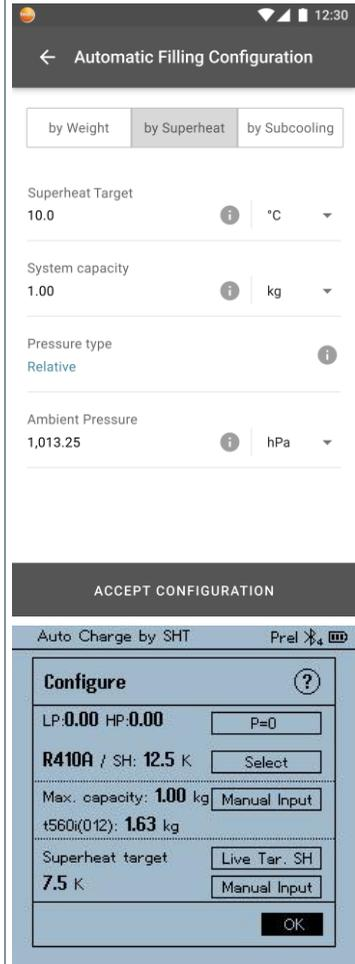 12:30
Automatic Filling Configuration
by Weight by Superheat by Subcooling
Superheat Target
10.0 °C
System capacity
1.00 kg
Pressure type
Relative
Ambient Pressure
1,013.25 hPa
ACCEPT CONFIGURATION
Auto Charge by SHT Prel 4
Configure ?
LP:0.00 HP:0.00 P=0
R410A / SH: 12.5 K Select
Max. capacity: 1.00 kg Manual Input
t560i(012): 1.63 kg
Superheat target Live Tar. SH
7.5 K Manual Input
OK